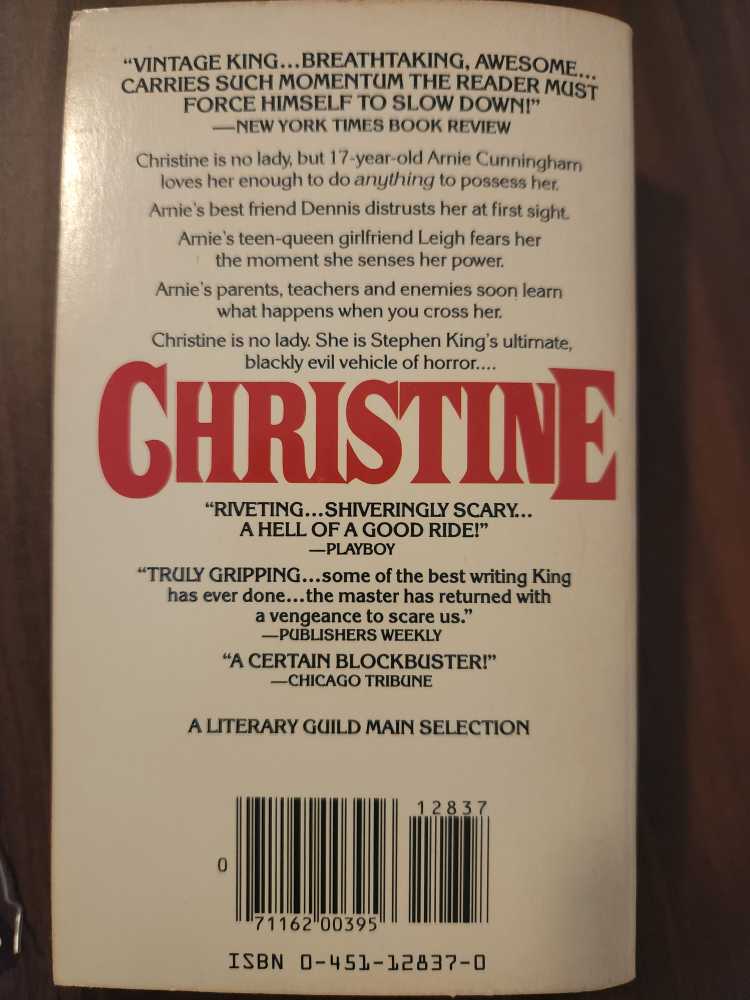 “VINTAGE KING...BREATHTAKING, AWESOME...
CARRIES SUCH MOMENTUM THE READER MUST
FORCE HIMSELF TO SLOW DOWN!”
—NEW YORK TIMES BOOK REVIEW
Christine is no lady, but 17-year-old Arnie Cunningham
loves her enough to do anything to possess her.
Arnie's best friend Dennis distrusts her at first sight.
Arnie's teen-queen girlfriend Leigh fears her
the moment she senses her power.
Arnie's parents, teachers and enemies soon learn
what happens when you cross her.
Christine is no lady. She is Stephen King's ultimate,
blackly evil vehicle of horror....
CHRISTINE
“RIVETING...SHIVERINGLY SCARY...
A HELL OF A GOOD RIDE!”
—PLAYBOY
“TRULY GRIPPING...some of the best writing King
has ever done...the master has returned with
a vengeance to scare us.”
—PUBLISHERS WEEKLY
“A CERTAIN BLOCKBUSTER!”
—CHICAGO TRIBUNE
A LITERARY GUILD MAIN SELECTION
12837
0
71162 00395
ISBN 0-451-12837-0